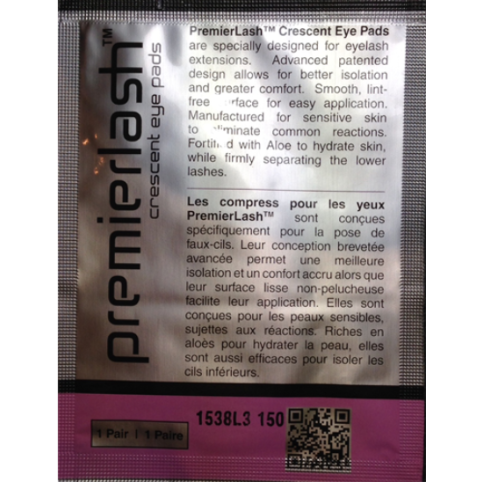 premierlash™
crescent eye pads
PremierLash™ Crescent Eye Pads
are specially designed for eyelash
extensions. Advanced patented
design allows for better isolation
and greater comfort. Smooth, lint-
free for easy application.
Manufactured for sensitive skin
to common reactions.
with Aloe to hydrate skin,
while firmly separating the lower
lashes.
Les compress pour les yeux
PremierLash™ sont conçues
spécifiquement pour la pose de
faux-cils. Leur conception brevetée
avancée permet une meilleure
isolation et un confort accru alors que
leur surface lisse non-pelucheuse
facilite leur application. Elles sont
conçues pour les peaux sensibles,
sujettes aux réactions. Riches en
aloès pour hydrater la peau, elles
sont aussi efficaces pour isoler les
cils inférieurs.
1538L3 150
1 Pair | 1 Paire